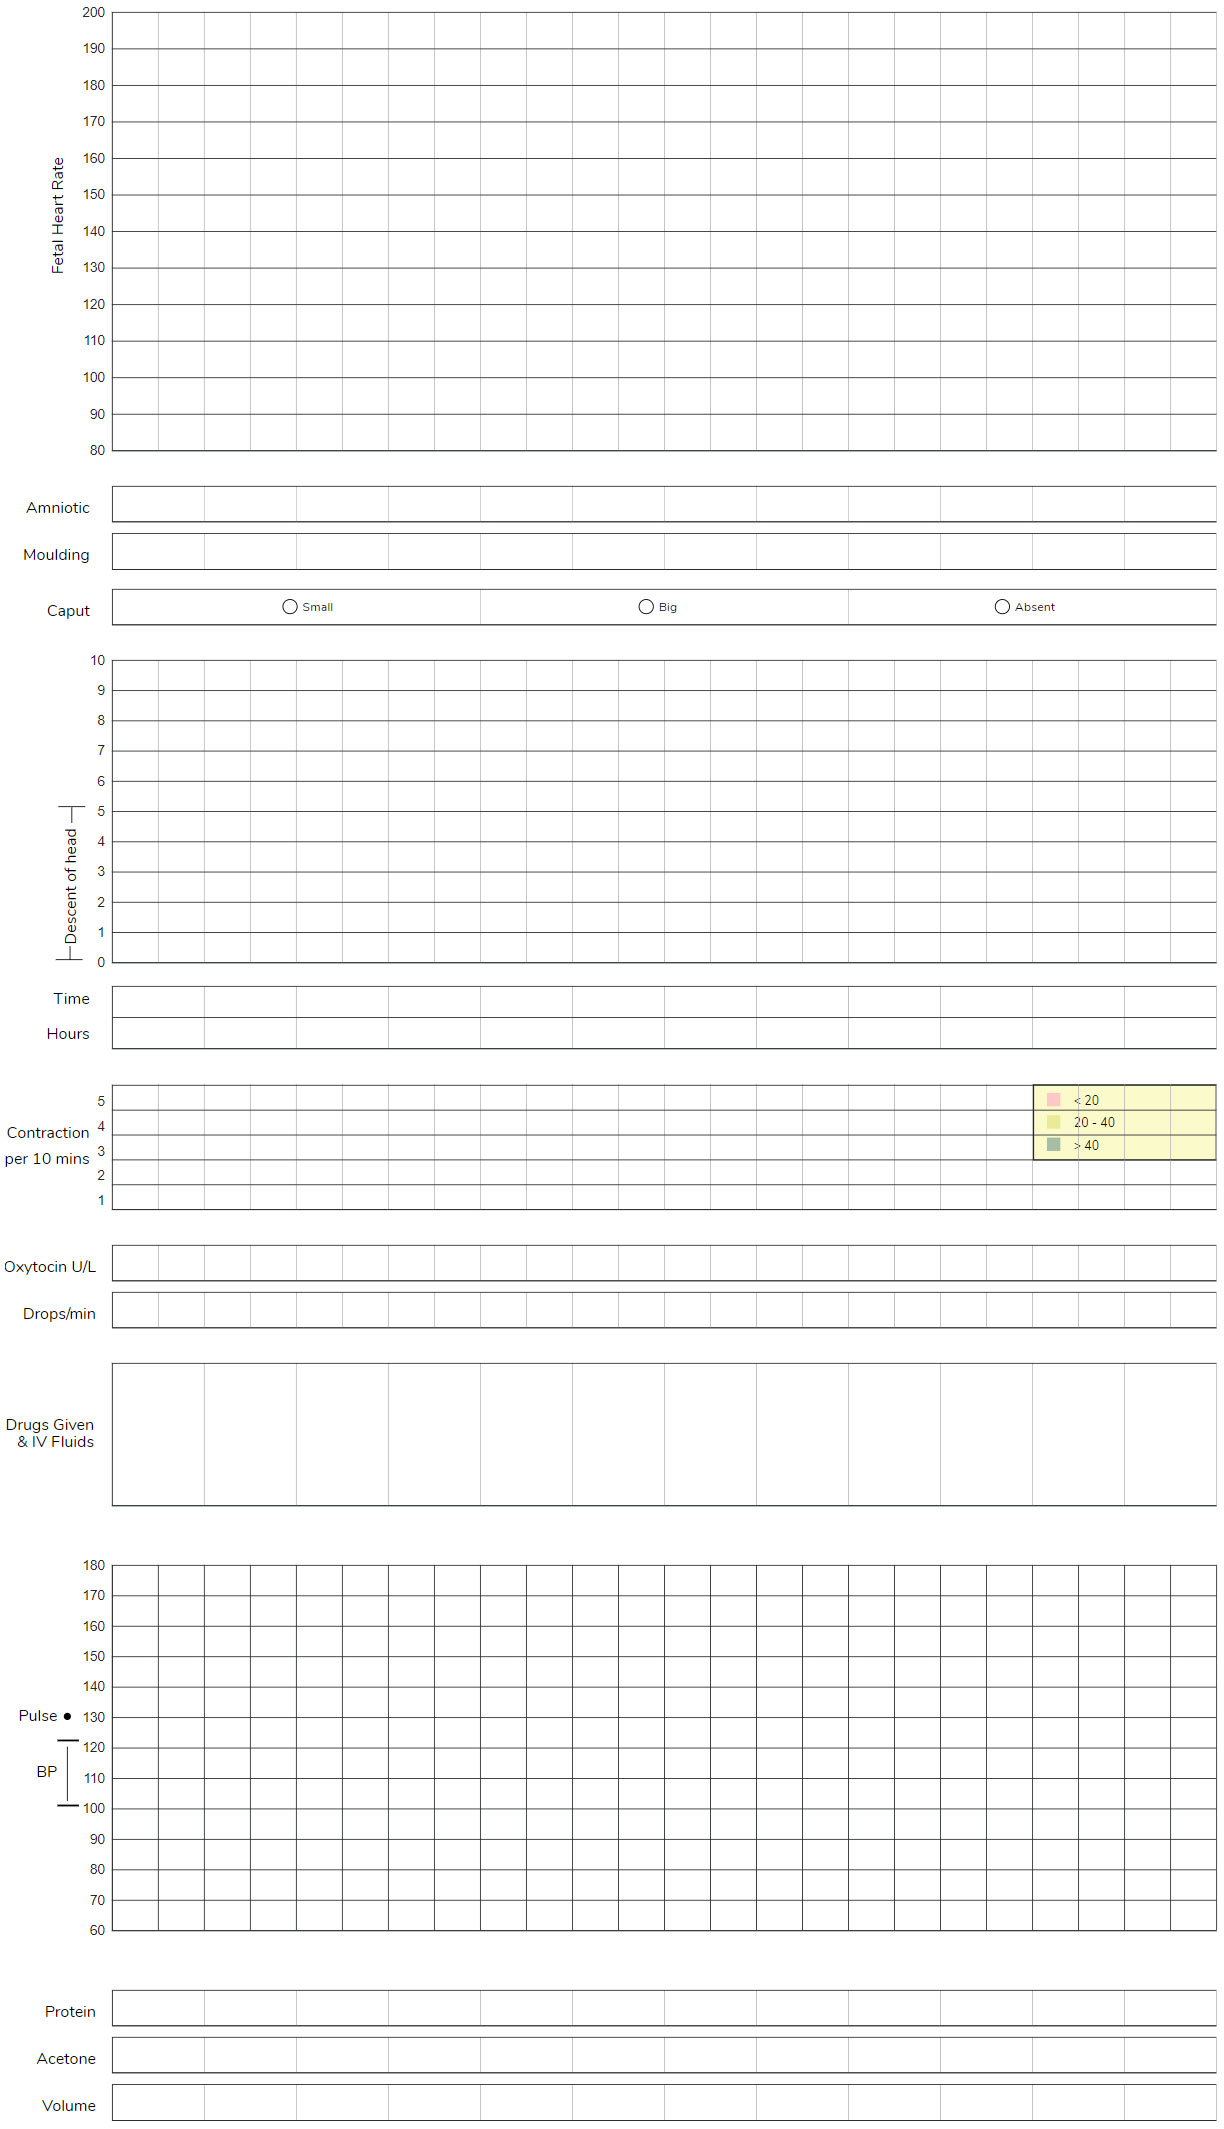 200
190
180
170
160
150
140
130
120
110
100
90
80
Fetal Heart Rate
Amniotic
Moulding
Caput
Small
Big
Absent
10
9
8
7
6
5
4
3
2
1
0
Descent of head
Time
Hours
Contraction
per 10 mins
5
4
3
2
1
< 20
20 - 40
> 40
Oxytocin U/L
Drops/min
Drugs Given
& IV Fluids
180
170
160
150
140
130
120
110
100
90
80
70
60
Pulse
BP
Protein
Acetone
Volume